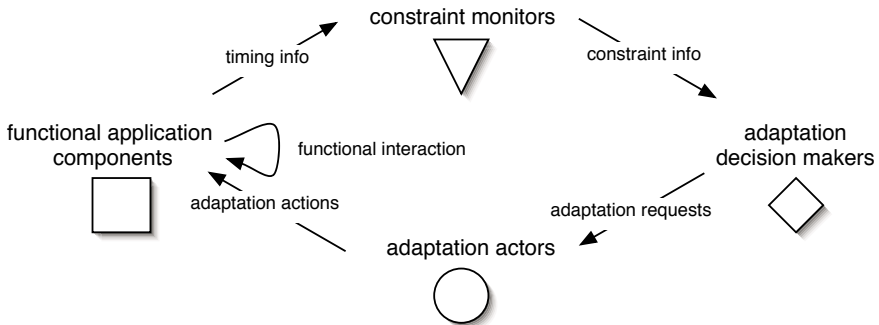 constraint monitors
timing info
constraint info
functional application
components
functional interaction
adaptation
decision makers
adaptation actions
adaptation requests
adaptation actors